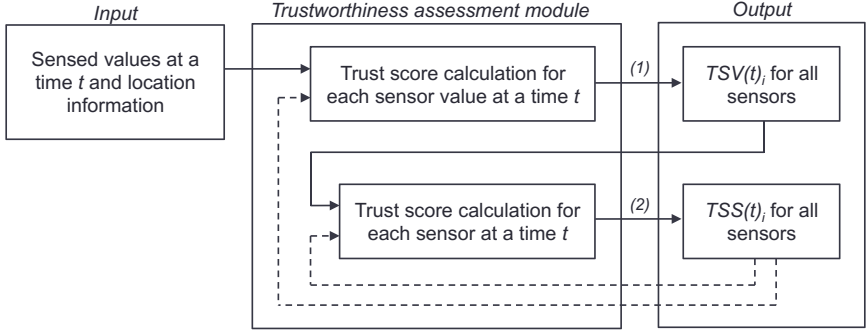 Input
Trustworthiness assessment module
Output
Sensed values at a
time t and location
information
Trust score calculation for
each sensor value at a time t
(1)
TSV(t)i for all
sensors
Trust score calculation for
each sensor at a time t
(2)
TSS(t)i for all
sensors